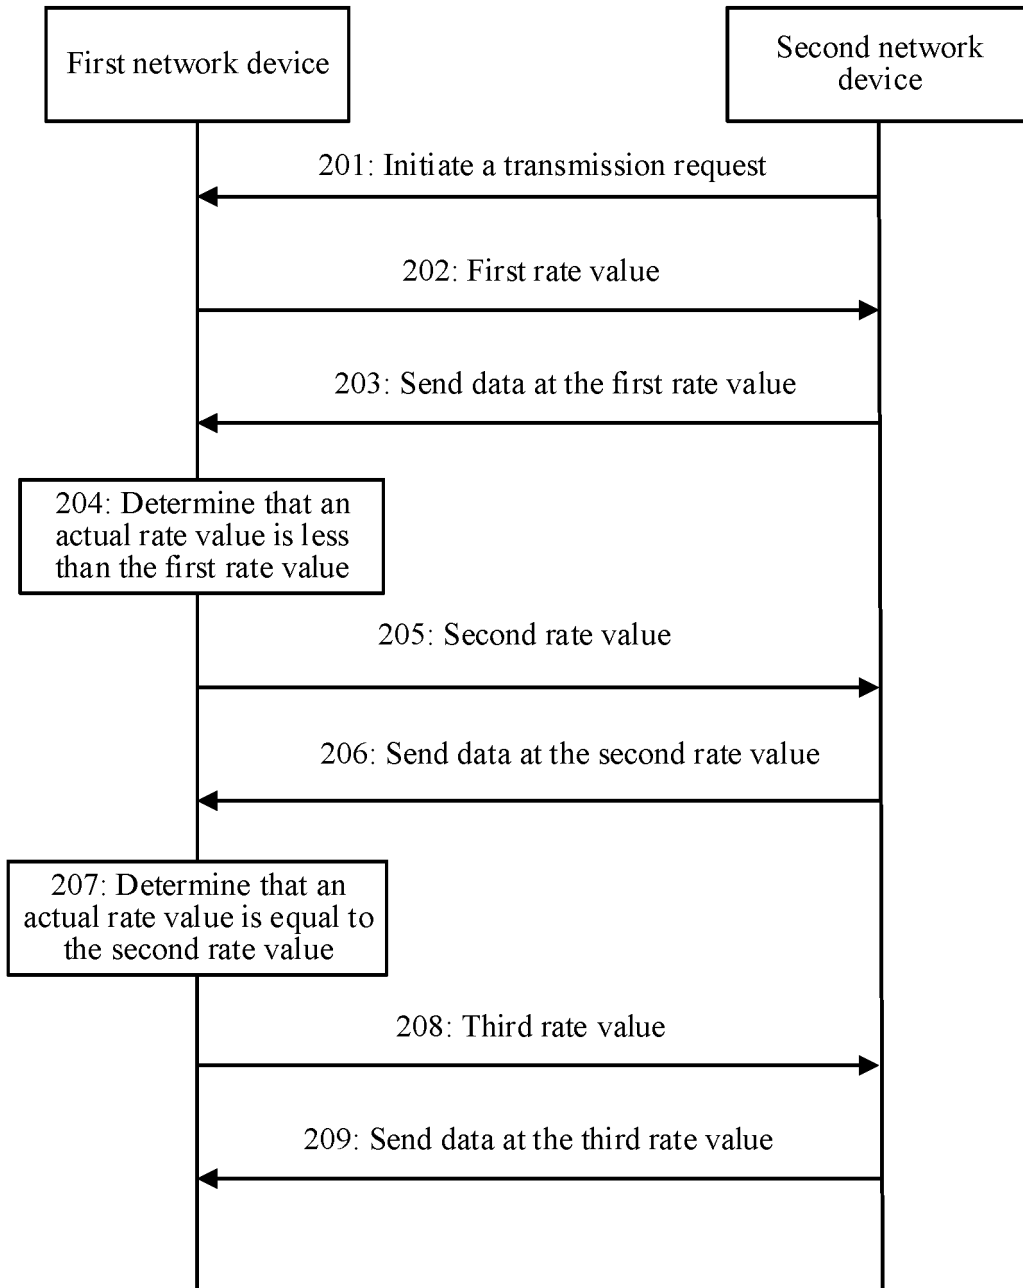 First network device
Second network
device
201: Initiate a transmission request
202: First rate value
203: Send data at the first rate value
204: Determine that an
actual rate value is less
than the first rate value
205: Second rate value
206: Send data at the second rate value
207: Determine that an
actual rate value is equal to
the second rate value
208: Third rate value
209: Send data at the third rate value